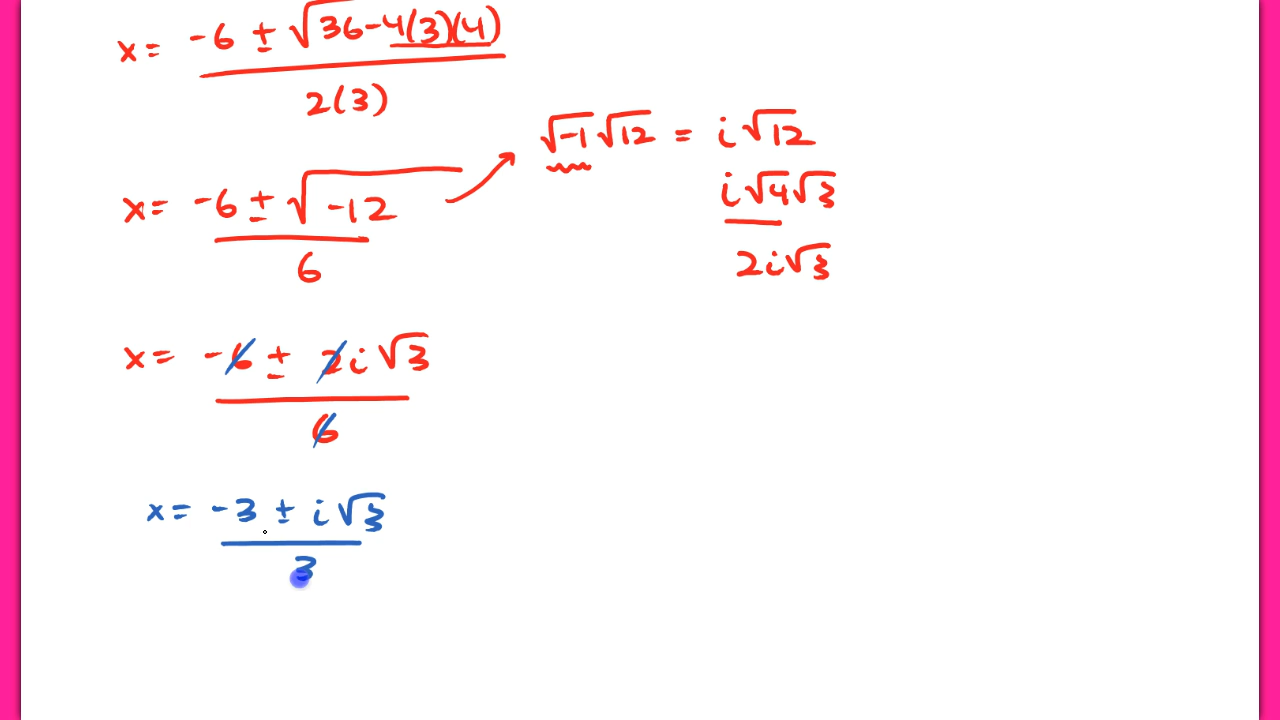 x = -6 ± √36-4(3)(4)
2(3)
√-1 √12 = i√12
i√4√3
x = -6 ± √-12
6
2i√3
x = -6 ± 2i√3
6
x = -3 ± i√3
3